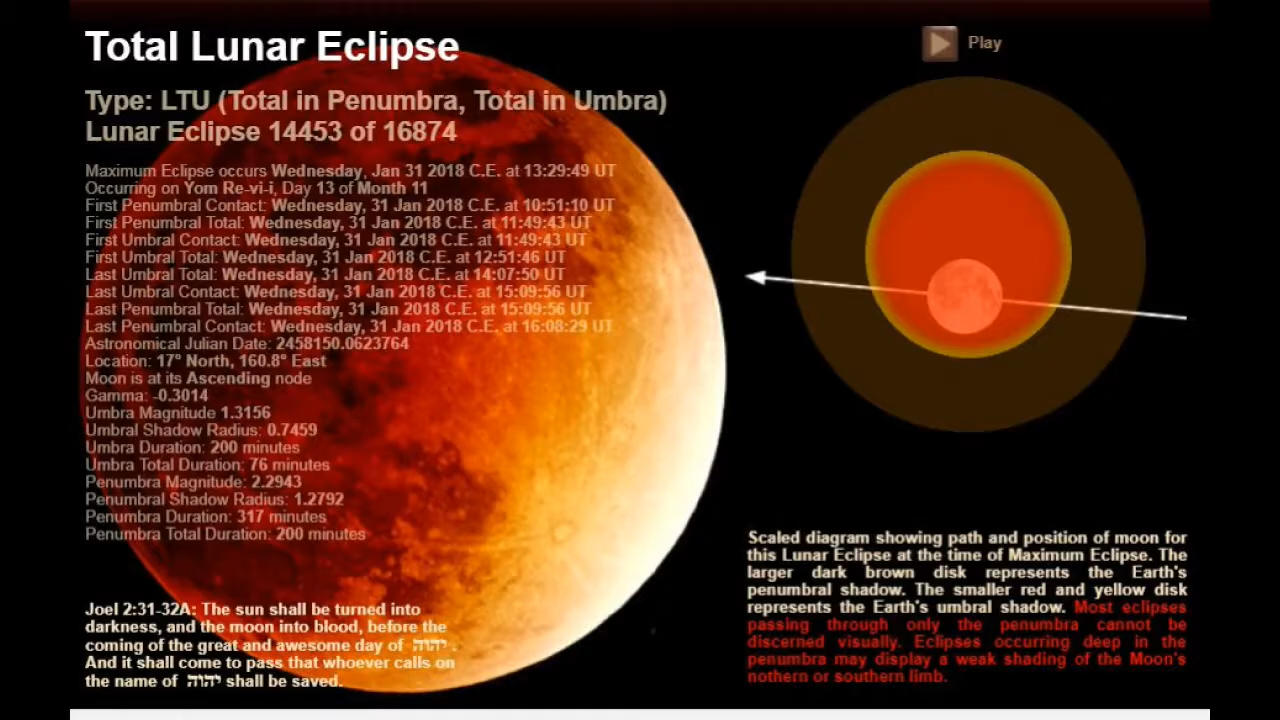 Total Lunar Eclipse
Type: LTU (Total in Penumbra, Total in Umbra)
Lunar Eclipse 14453 of 16874
Maximum Eclipse occurs Wednesday, Jan 31 2018 C.E. at 13:29:49 UT
Occurring on Yom Re-vi-i, Day 13 of Month 11
First Penumbral Contact: Wednesday, 31 Jan 2018 C.E. at 10:51:10 UT
First Penumbral Total: Wednesday, 31 Jan 2018 C.E. at 11:49:43 UT
First Umbral Contact: Wednesday, 31 Jan 2018 C.E. at 11:49:43 UT
First Umbral Total: Wednesday, 31 Jan 2018 C.E. at 12:51:46 UT
Last Umbral Total: Wednesday, 31 Jan 2018 C.E. at 14:07:50 UT
Last Umbral Contact: Wednesday, 31 Jan 2018 C.E. at 15:09:56 UT
Last Penumbral Total: Wednesday, 31 Jan 2018 C.E. at 15:09:56 UT
Last Penumbral Contact: Wednesday, 31 Jan 2018 C.E. at 16:08:29 UT
Astronomical Julian Date: 2458150.0623764
Location: 17° North, 160.8° East
Moon is at its Ascending node
Gamma: -0.3014
Umbra Magnitude 1.3156
Umbral Shadow Radius: 0.7459
Umbra Duration: 200 minutes
Umbra Total Duration: 76 minutes
Penumbra Magnitude: 2.2943
Penumbral Shadow Radius: 1.2792
Penumbra Duration: 317 minutes
Penumbra Total Duration: 200 minutes
Joel 2:31-32A: The sun shall be turned into
darkness, and the moon into blood, before the
coming of the great and awesome day of יהוה .
And it shall come to pass that whoever calls on
the name of יהוה shall be saved.
Play
Scaled diagram showing path and position of moon for
this Lunar Eclipse at the time of Maximum Eclipse. The
larger dark brown disk represents the Earth's
penumbral shadow. The smaller red and yellow disk
represents the Earth's umbral shadow. Most eclipses
passing through only the penumbra cannot be
discerned visually. Eclipses occurring deep in the
penumbra may display a weak shading of the Moon's
nothern or southern limb.